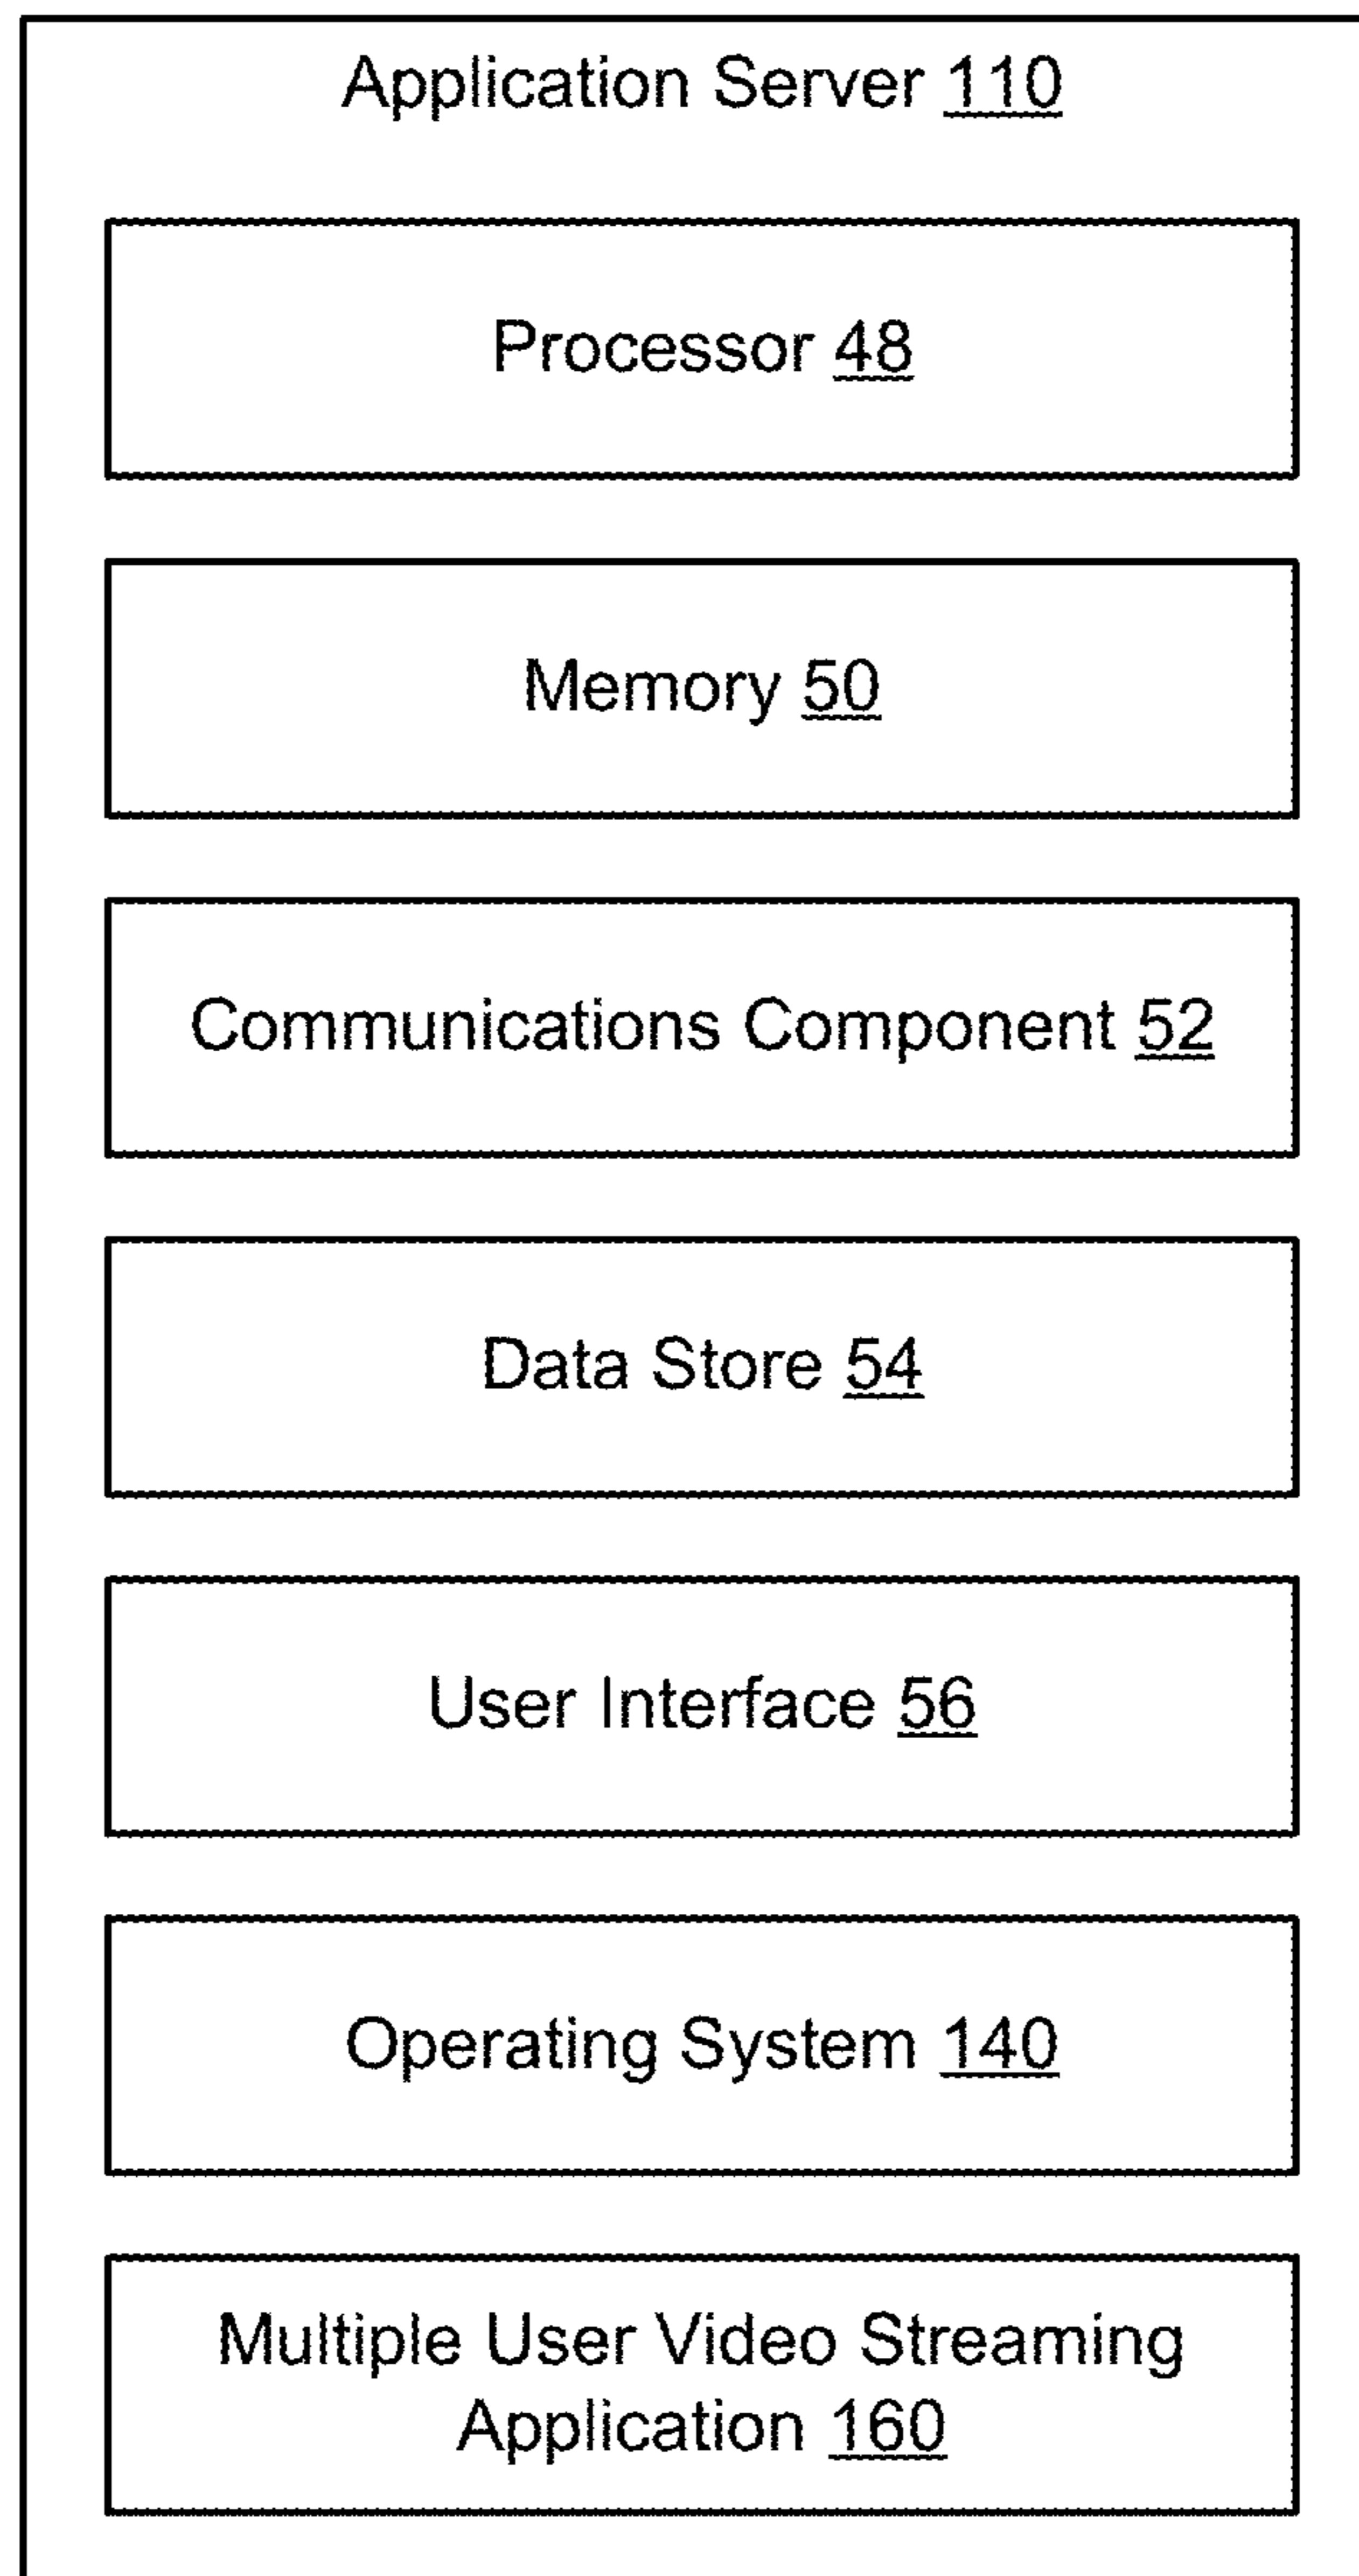 Application Server 110
Processor 48
Memory 50
Communications Component 52
Data Store 54
User Interface 56
Operating System 140
Multiple User Video Streaming
Application 160